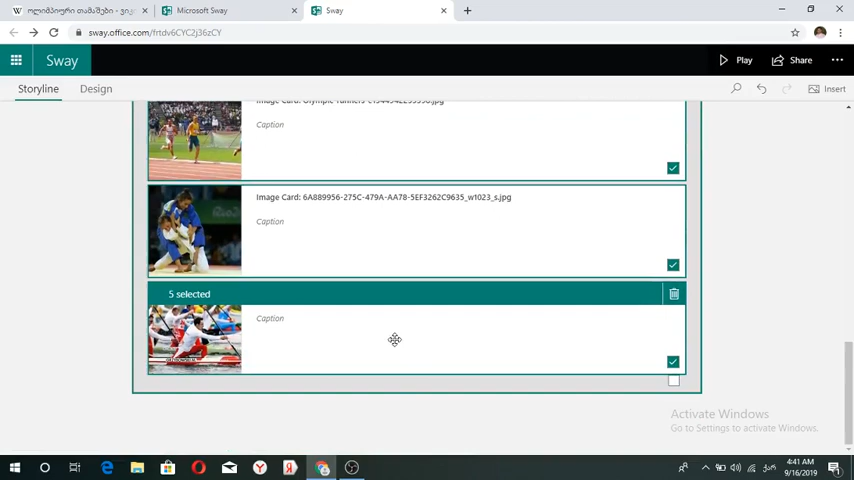 ოლიმპიური თამაშები - ვიკი
Microsoft Sway
Sway
sway.office.com/frtdv6CYC2j36zCY
Sway
Play
Share
Storyline
Design
Insert
Caption
Image Card: 6A889956-275C-479A-AA78-5EF3262C9635_w1023_s.jpg
Caption
5 selected
Caption
Activate Windows
Go to Settings to activate Windows.
4:41 AM
9/16/2019
ქარ